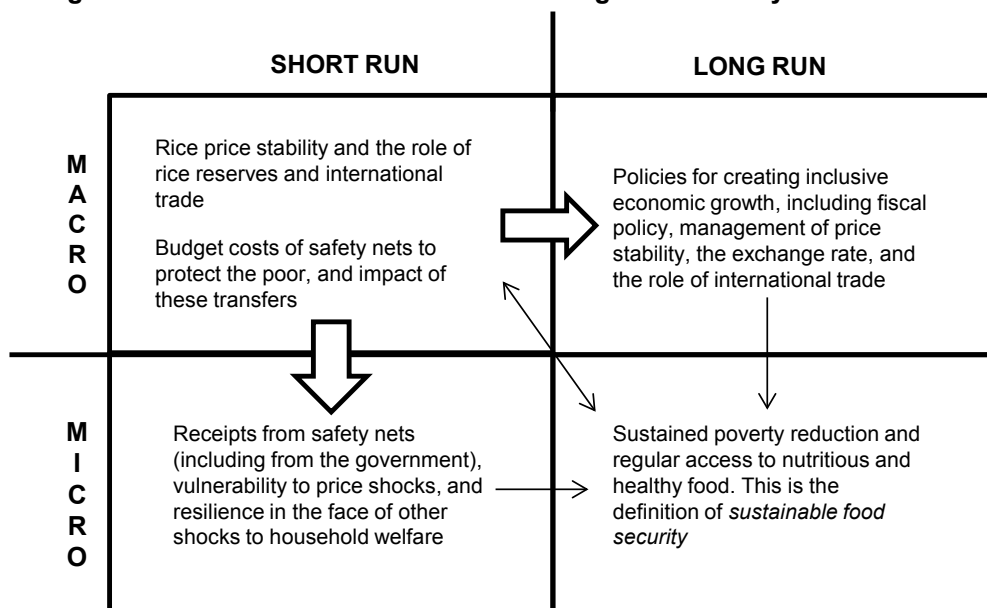 SHORT RUN
LONG RUN
MACRO
Rice price stability and the role of
rice reserves and international
trade
Budget costs of safety nets to
protect the poor, and impact of
these transfers
Policies for creating inclusive
economic growth, including fiscal
policy, management of price
stability, the exchange rate, and
the role of international trade
MICRO
Receipts from safety nets
(including from the government),
vulnerability to price shocks, and
resilience in the face of other
shocks to household welfare
Sustained poverty reduction and
regular access to nutritious and
healthy food. This is the
definition of sustainable food
security